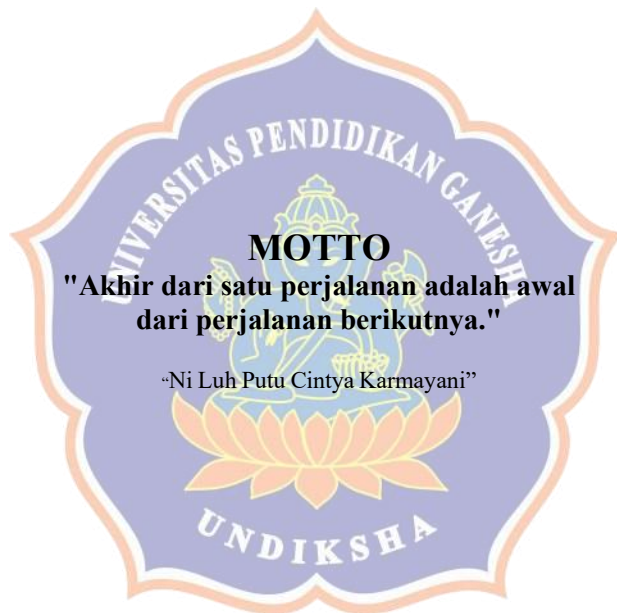 UNIVERSITAS PENDIDIKAN GANESHA
MOTTO
"Akhir dari satu perjalanan adalah awal
dari perjalanan berikutnya."
“Ni Luh Putu Cintya Karmayani”
UNDIKSHA